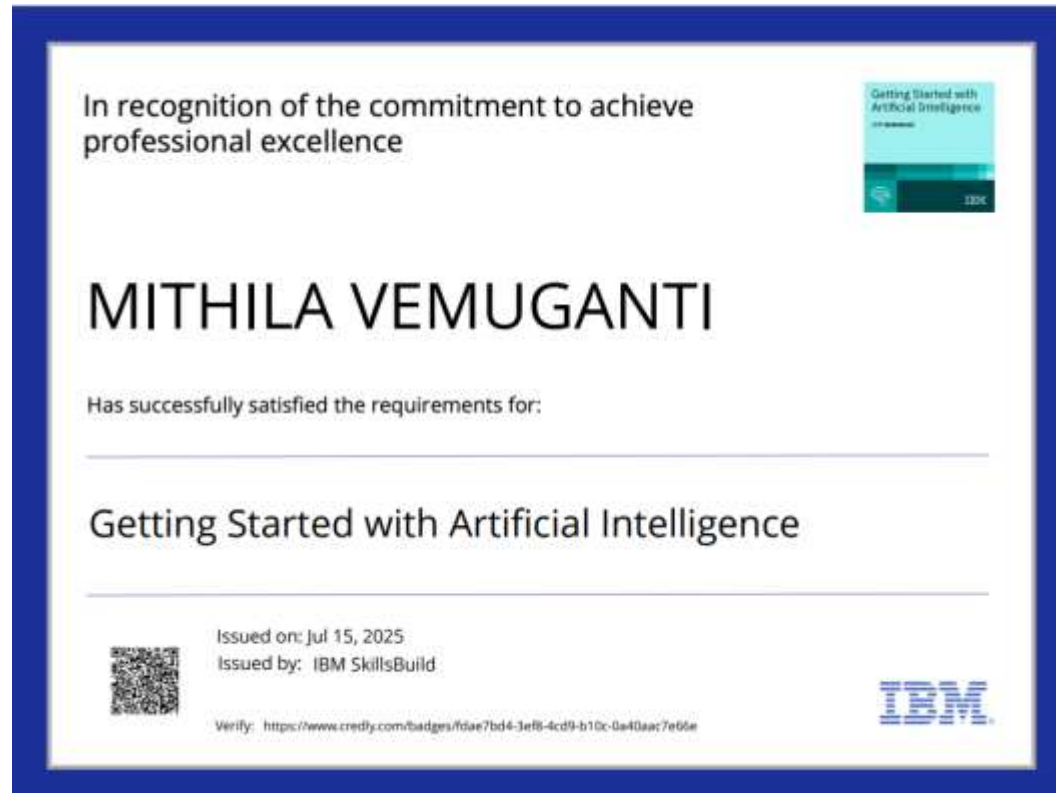 In recognition of the commitment to achieve
professional excellence
Getting Started with
Artificial Intelligence
IBM
MITHILA VEMUGANTI
Has successfully satisfied the requirements for:
Getting Started with Artificial Intelligence
Issued on: Jul 15, 2025
Issued by: IBM SkillsBuild
Verify: https://www.credly.com/badges/fdae7bd4-3ef8-4cd9-b10c-0a40aac7e66e
IBM.